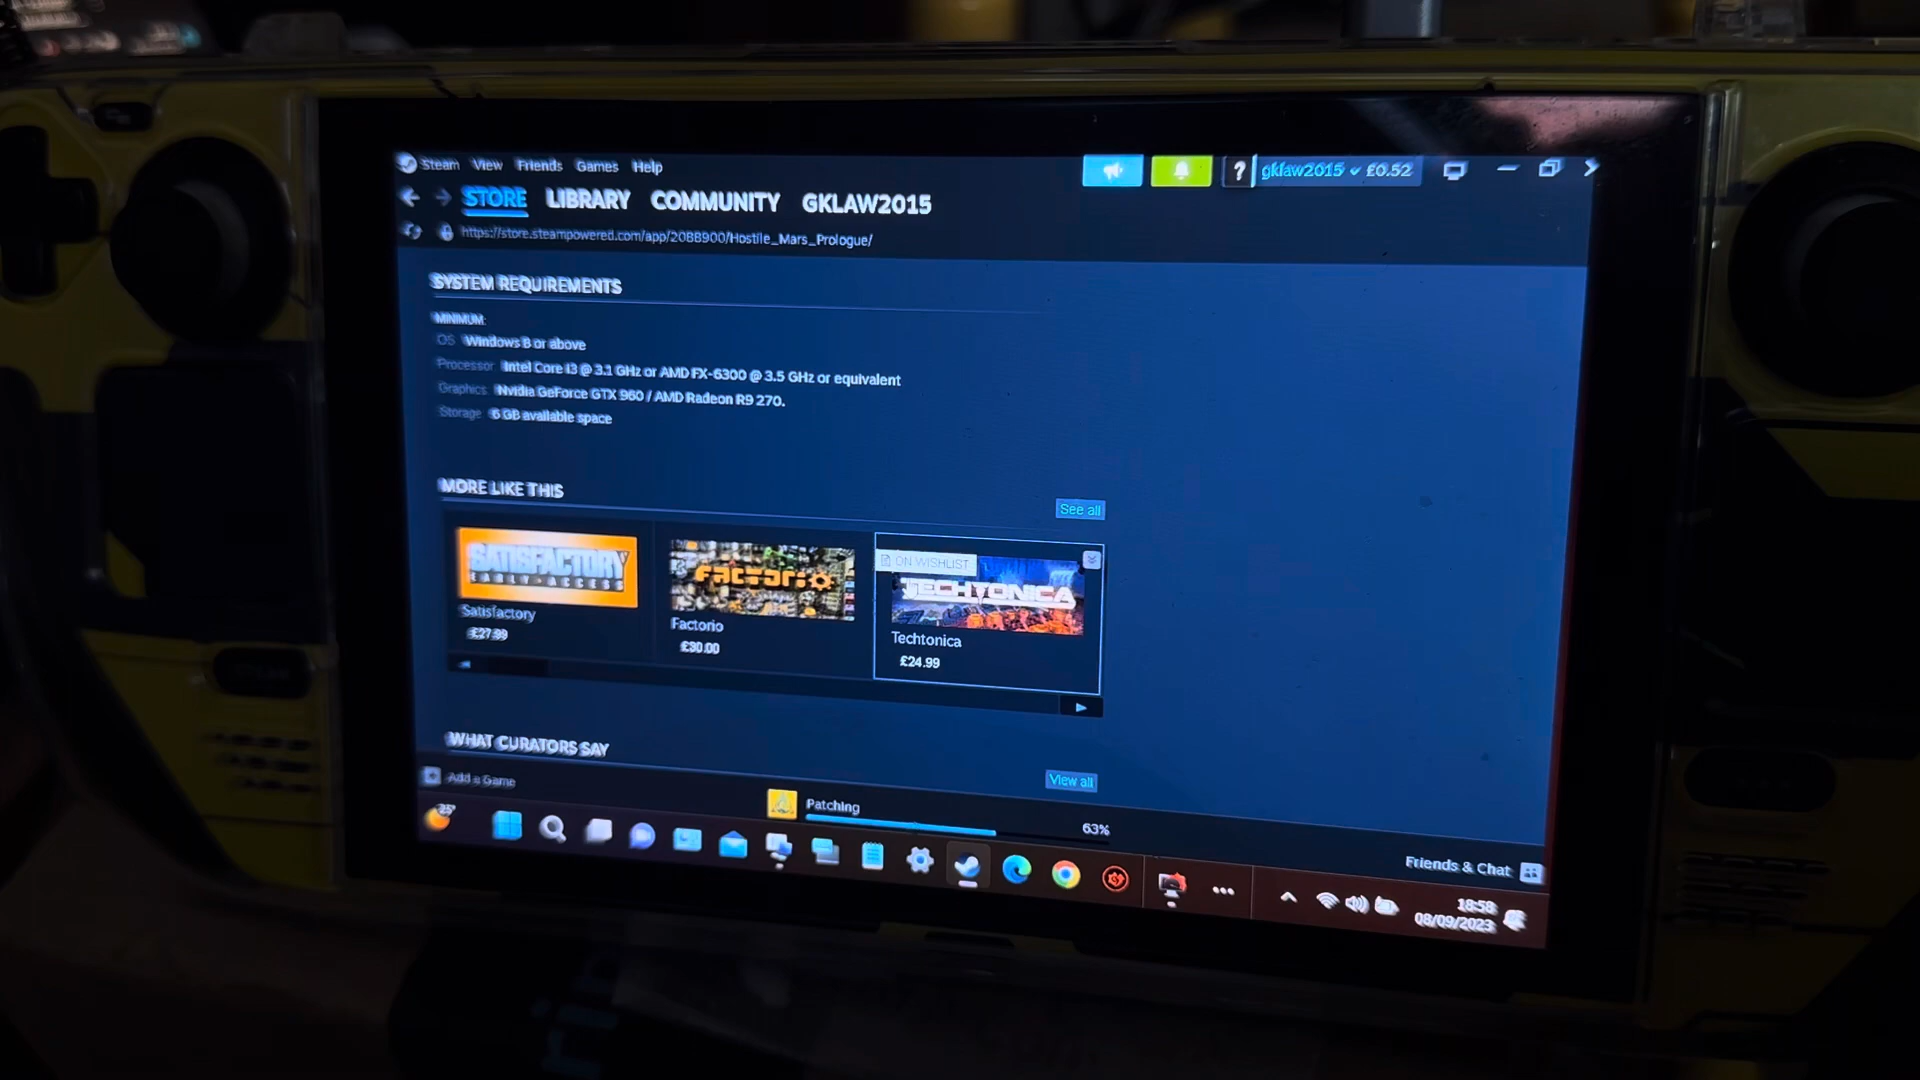 Steam View Friends Games Help
gklaw2015 £0.52
STORE LIBRARY COMMUNITY GKLAW2015
https://store.steampowered.com/app/2088900/Hostile_Mars_Prologue/
SYSTEM REQUIREMENTS
MINIMUM:
OS Windows 8 or above
Processor Intel Core i3 @ 3.1 GHz or AMD FX-6300 @ 3.5 GHz or equivalent
Graphics Nvidia GeForce GTX 960 / AMD Radeon R9 270.
Storage 6 GB available space
MORE LIKE THIS
See all
SATISFACTORY
EARLY ACCESS
FACTORIO
ON WISHLIST
TECHTONICA
Satisfactory
£27.99
Factorio
£30.00
Techtonica
£24.99
WHAT CURATORS SAY
View all
Add a Game
Patching
63%
Friends & Chat
25°
18:58
08/09/2023